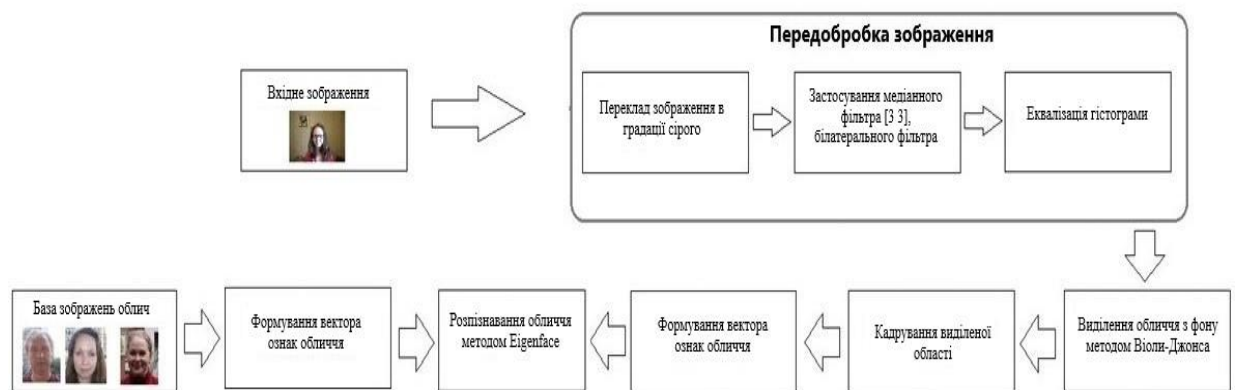 Передобробка зображення
Вхідне зображення
Переклад зображення в
градації сірого
Застосування медіанного
фільтра [3 3],
білатерального фільтра
Еквалізація гістограми
База зображень облич
Формування вектора
ознак обличчя
Розпізнавання обличчя
методом Eigenface
Формування вектора
ознак обличчя
Кадрування виділеної
області
Виділення обличчя з фону
методом Віоли-Джонса